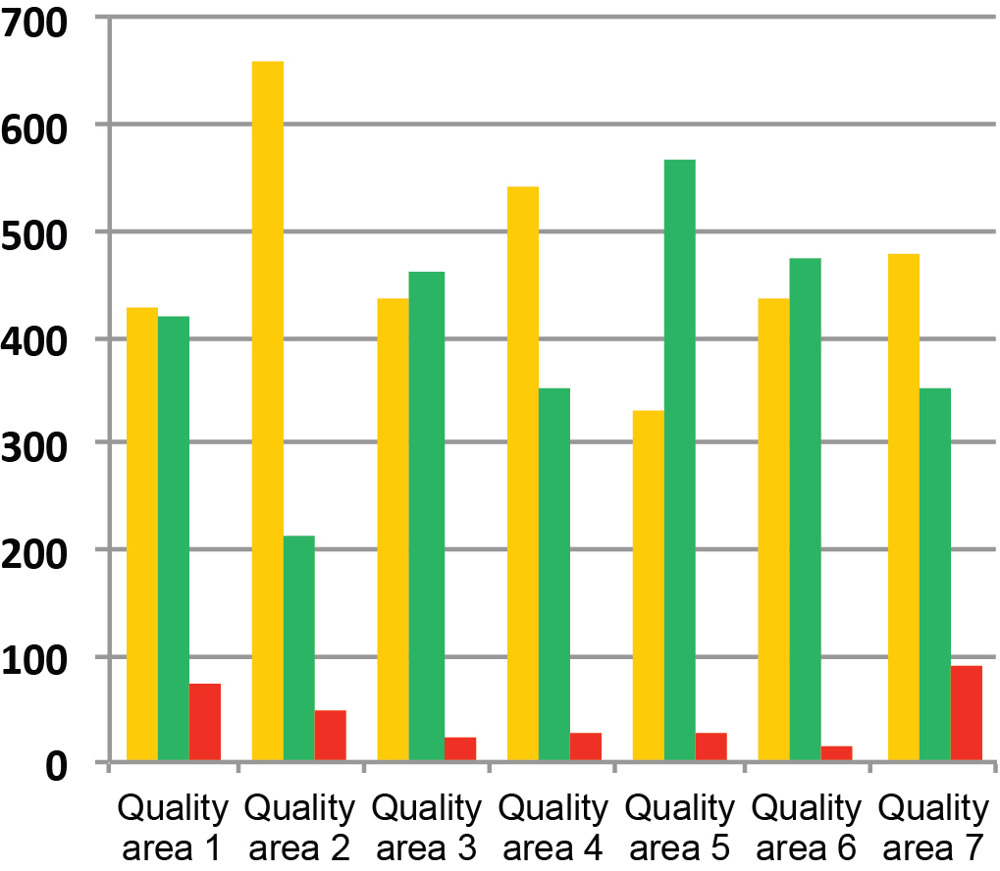 700
600
500
400
300
200
100
0
Quality area 1
Quality area 2
Quality area 3
Quality area 4
Quality area 5
Quality area 6
Quality area 7